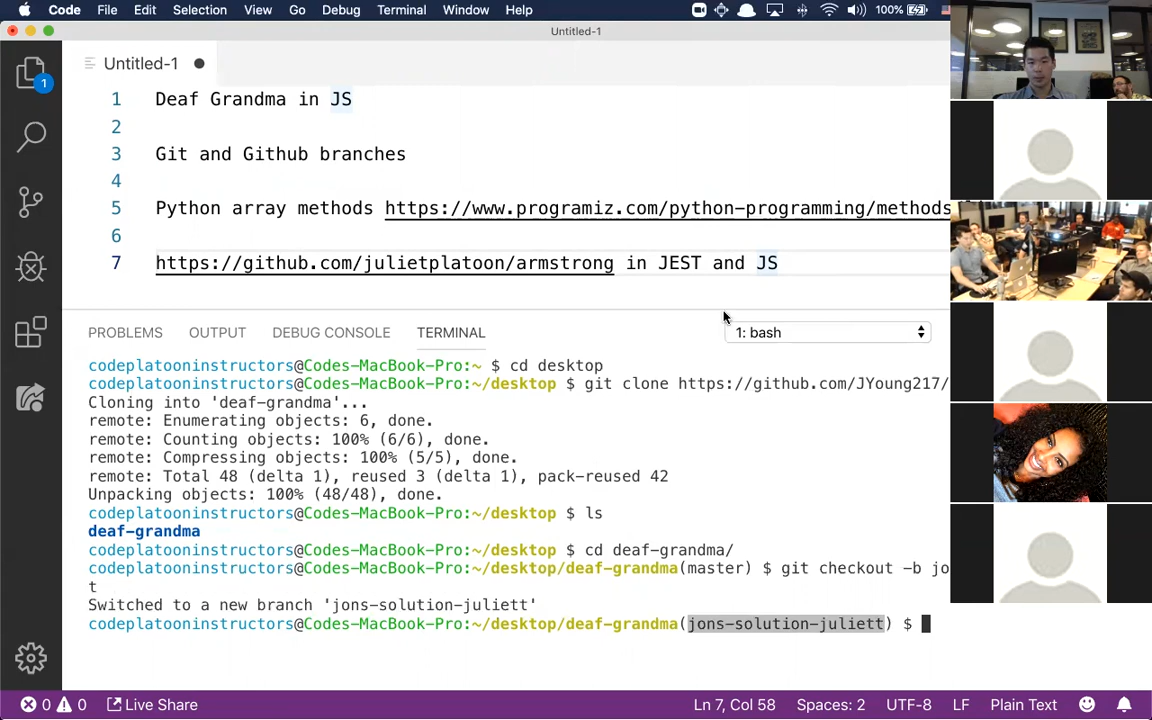 Code File Edit Selection View Go Debug Terminal Window Help 100%
Untitled-1
Untitled-1
1
1 Deaf Grandma in JS
2
3 Git and Github branches
4
5 Python array methods https://www.programiz.com/python-programming/methods
6
7 https://github.com/julietplatoon/armstrong in JEST and JS
PROBLEMS OUTPUT DEBUG CONSOLE TERMINAL 1: bash
codeplatooninstructors@Codes-MacBook-Pro:~ $ cd desktop
codeplatooninstructors@Codes-MacBook-Pro:~/desktop $ git clone https://github.com/JYoung217/
Cloning into 'deaf-grandma'...
remote: Enumerating objects: 6, done.
remote: Counting objects: 100% (6/6), done.
remote: Compressing objects: 100% (5/5), done.
remote: Total 48 (delta 1), reused 3 (delta 1), pack-reused 42
Unpacking objects: 100% (48/48), done.
codeplatooninstructors@Codes-MacBook-Pro:~/desktop $ ls
deaf-grandma
codeplatooninstructors@Codes-MacBook-Pro:~/desktop $ cd deaf-grandma/
codeplatooninstructors@Codes-MacBook-Pro:~/desktop/deaf-grandma(master) $ git checkout -b jo
t
Switched to a new branch 'jons-solution-juliett'
codeplatooninstructors@Codes-MacBook-Pro:~/desktop/deaf-grandma(jons-solution-juliett) $
0 0 Live Share Ln 7, Col 58 Spaces: 2 UTF-8 LF Plain Text